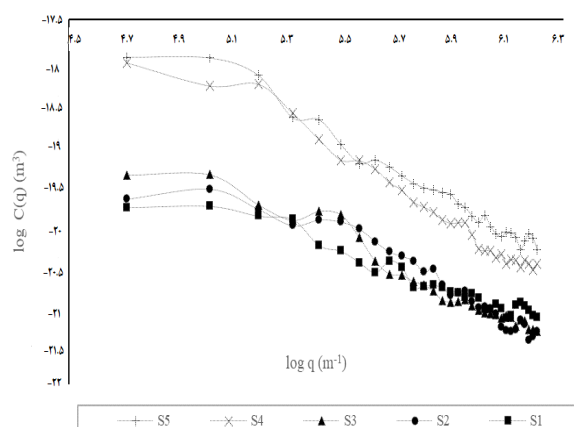 -۱۷.۵
۴.۵ ۴.۷ ۴.۹ ۵.۱ ۵.۳ ۵.۵ ۵.۷ ۵.۹ ۶.۱ ۶.۳
-۱۸
-۱۸.۵
-۱۹
-۱۹.۵
-۲۰
-۲۰.۵
-۲۱
-۲۱.۵
-۲۲
log C(q) (m³)
log q (m⁻¹)
S5 S4 S3 S2 S1